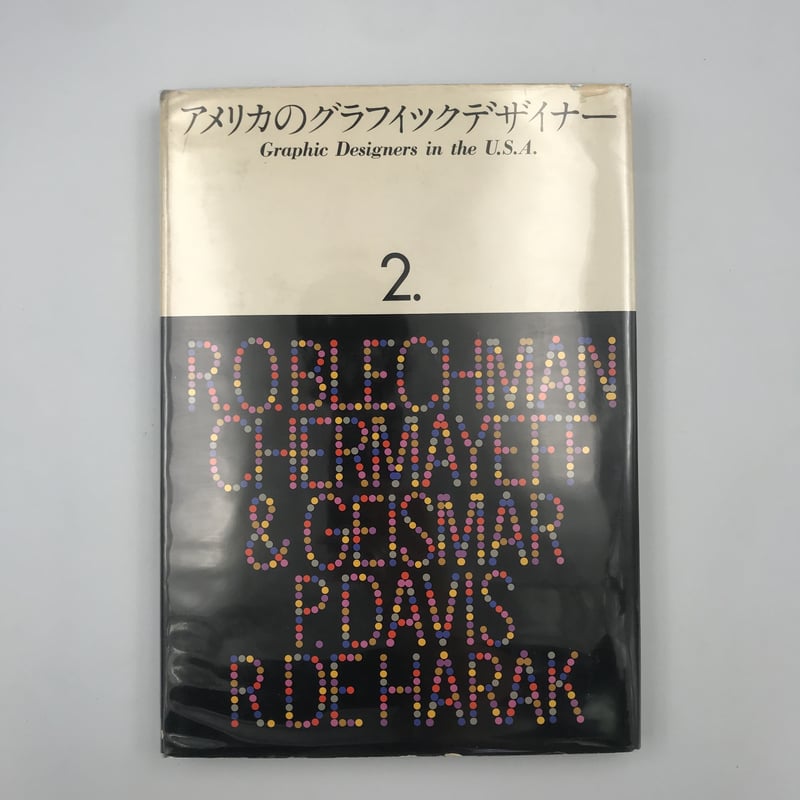 アメリカのグラフィックデザイナー
Graphic Designers in the U.S.A.
2.
R.O.BLECHMAN
CHERMAYEFF
& GEISMAR
P.DAVIS
R.DE HARAK